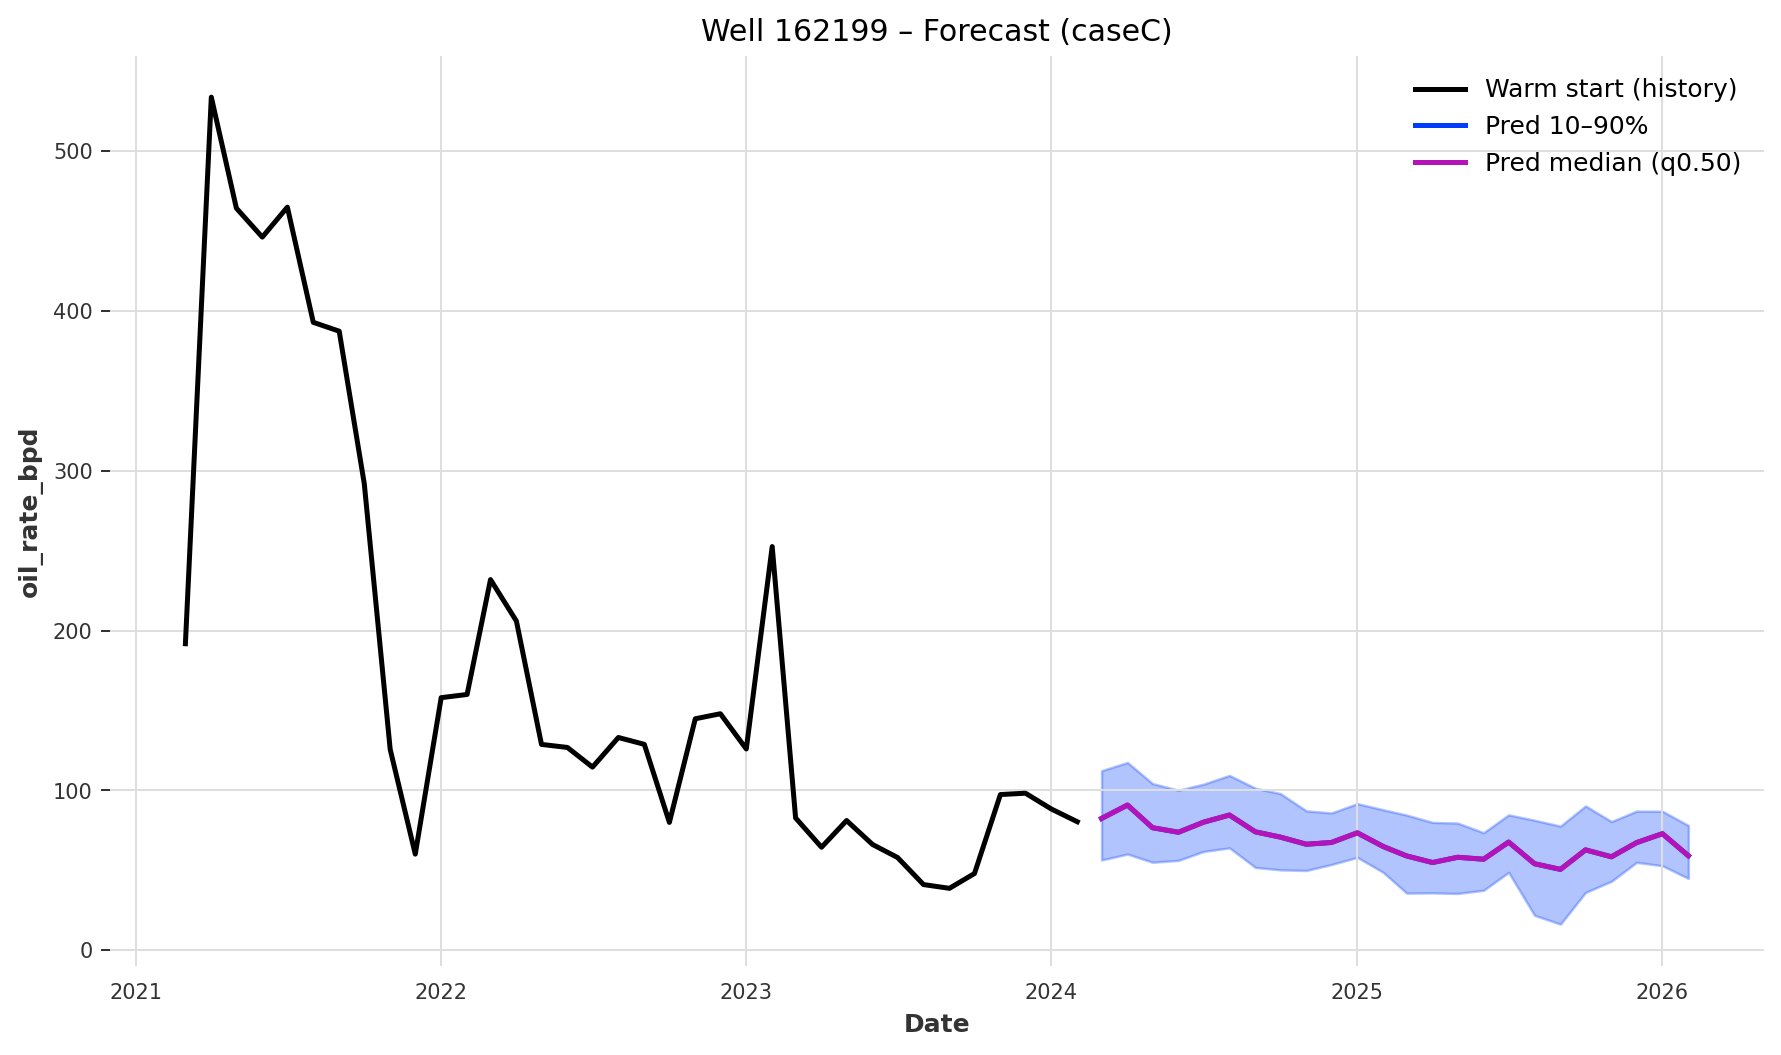 Well 162199 – Forecast (caseC)
Warm start (history)
Pred 10–90%
Pred median (q0.50)
oil_rate_bpd
500
400
300
200
100
0
2021
2022
2023
2024
2025
2026
Date